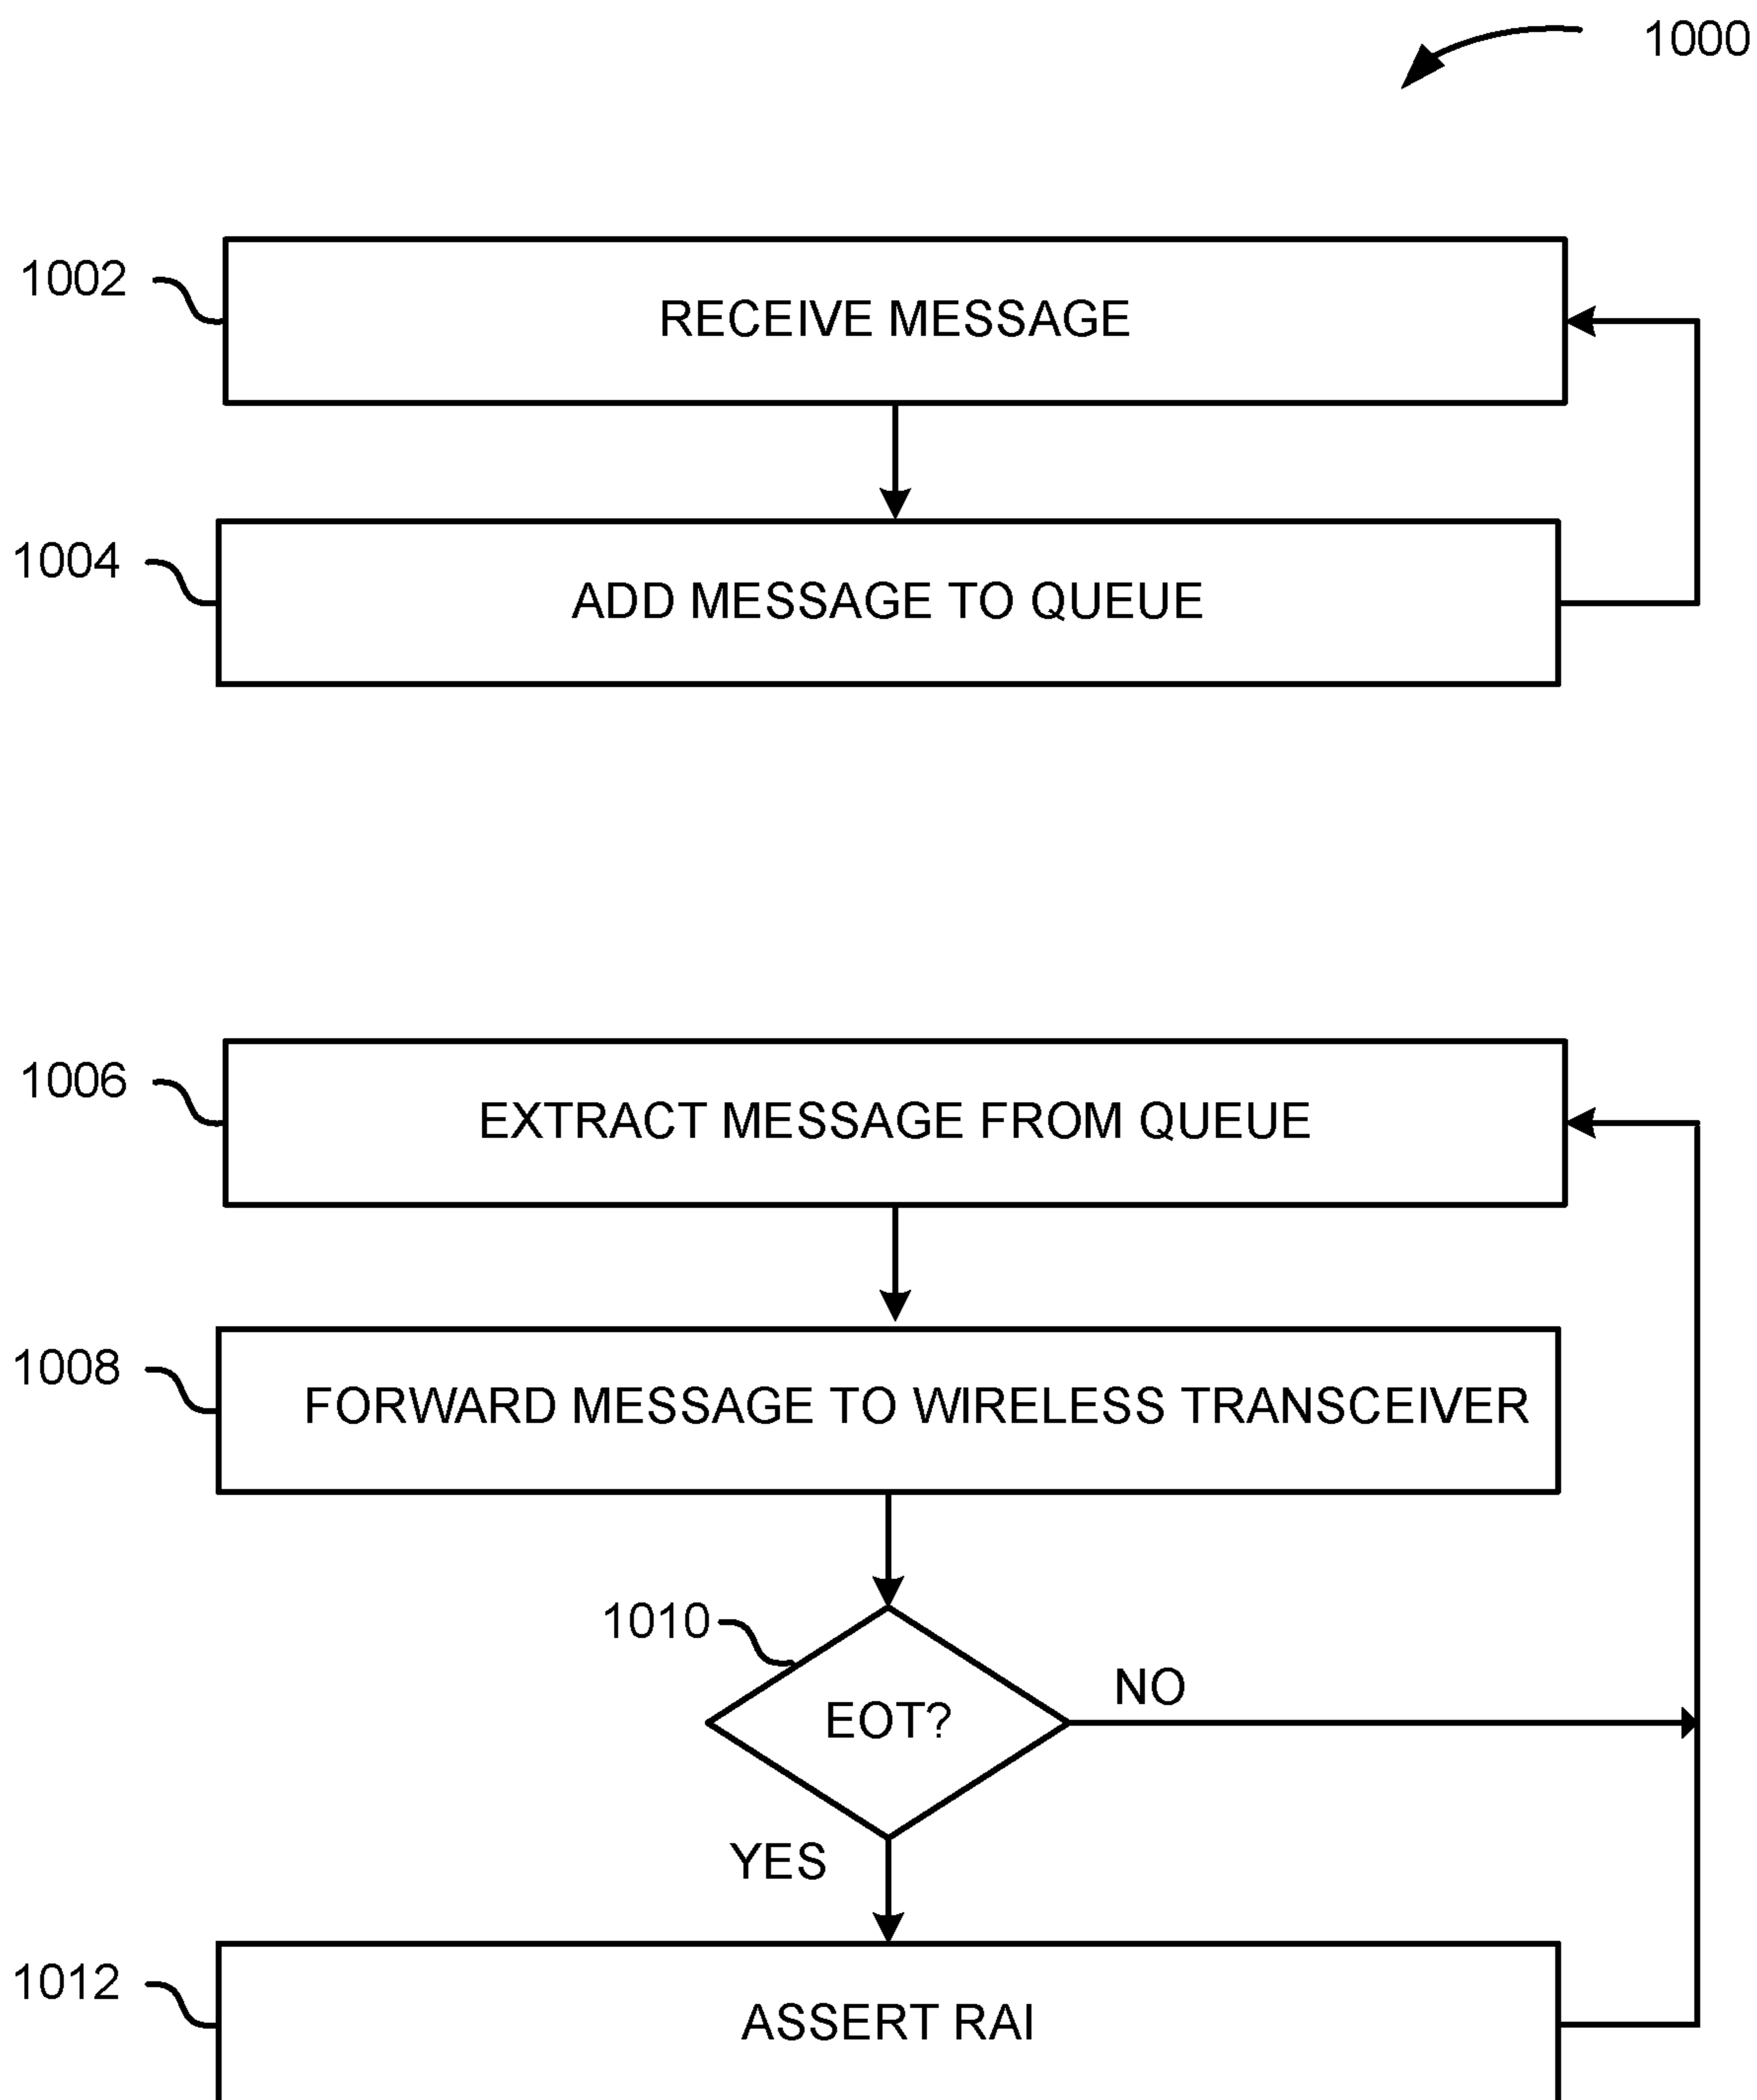 1000
1002
RECEIVE MESSAGE
1004
ADD MESSAGE TO QUEUE
1006
EXTRACT MESSAGE FROM QUEUE
1008
FORWARD MESSAGE TO WIRELESS TRANSCEIVER
1010
EOT?
NO
YES
1012
ASSERT RAI